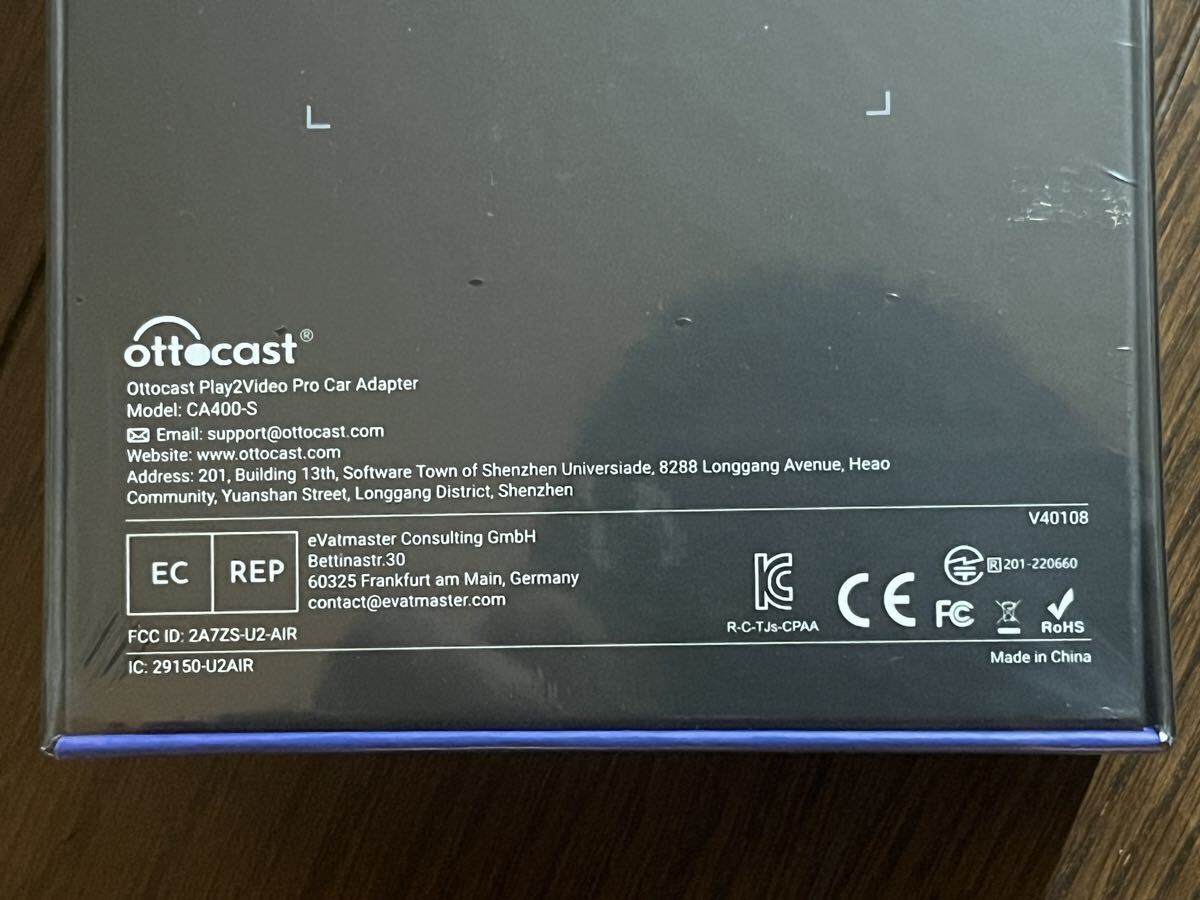 ottocast®
Ottocast Play2Video Pro Car Adapter
Model: CA400-S
Email: support@ottocast.com
Website: www.ottocast.com
Address: 201, Building 13th, Software Town of Shenzhen Universiade, 8288 Longgang Avenue, Heao
Community, Yuanshan Street, Longgang District, Shenzhen
V40108
EC REP
eVatmaster Consulting GmbH
Bettinastr.30
60325 Frankfurt am Main, Germany
contact@evatmaster.com
FCC ID: 2A7ZS-U2-AIR
IC: 29150-U2AIR
R-C-TJs-CPAA
CE
R 201-220660
FC
RoHS
Made in China